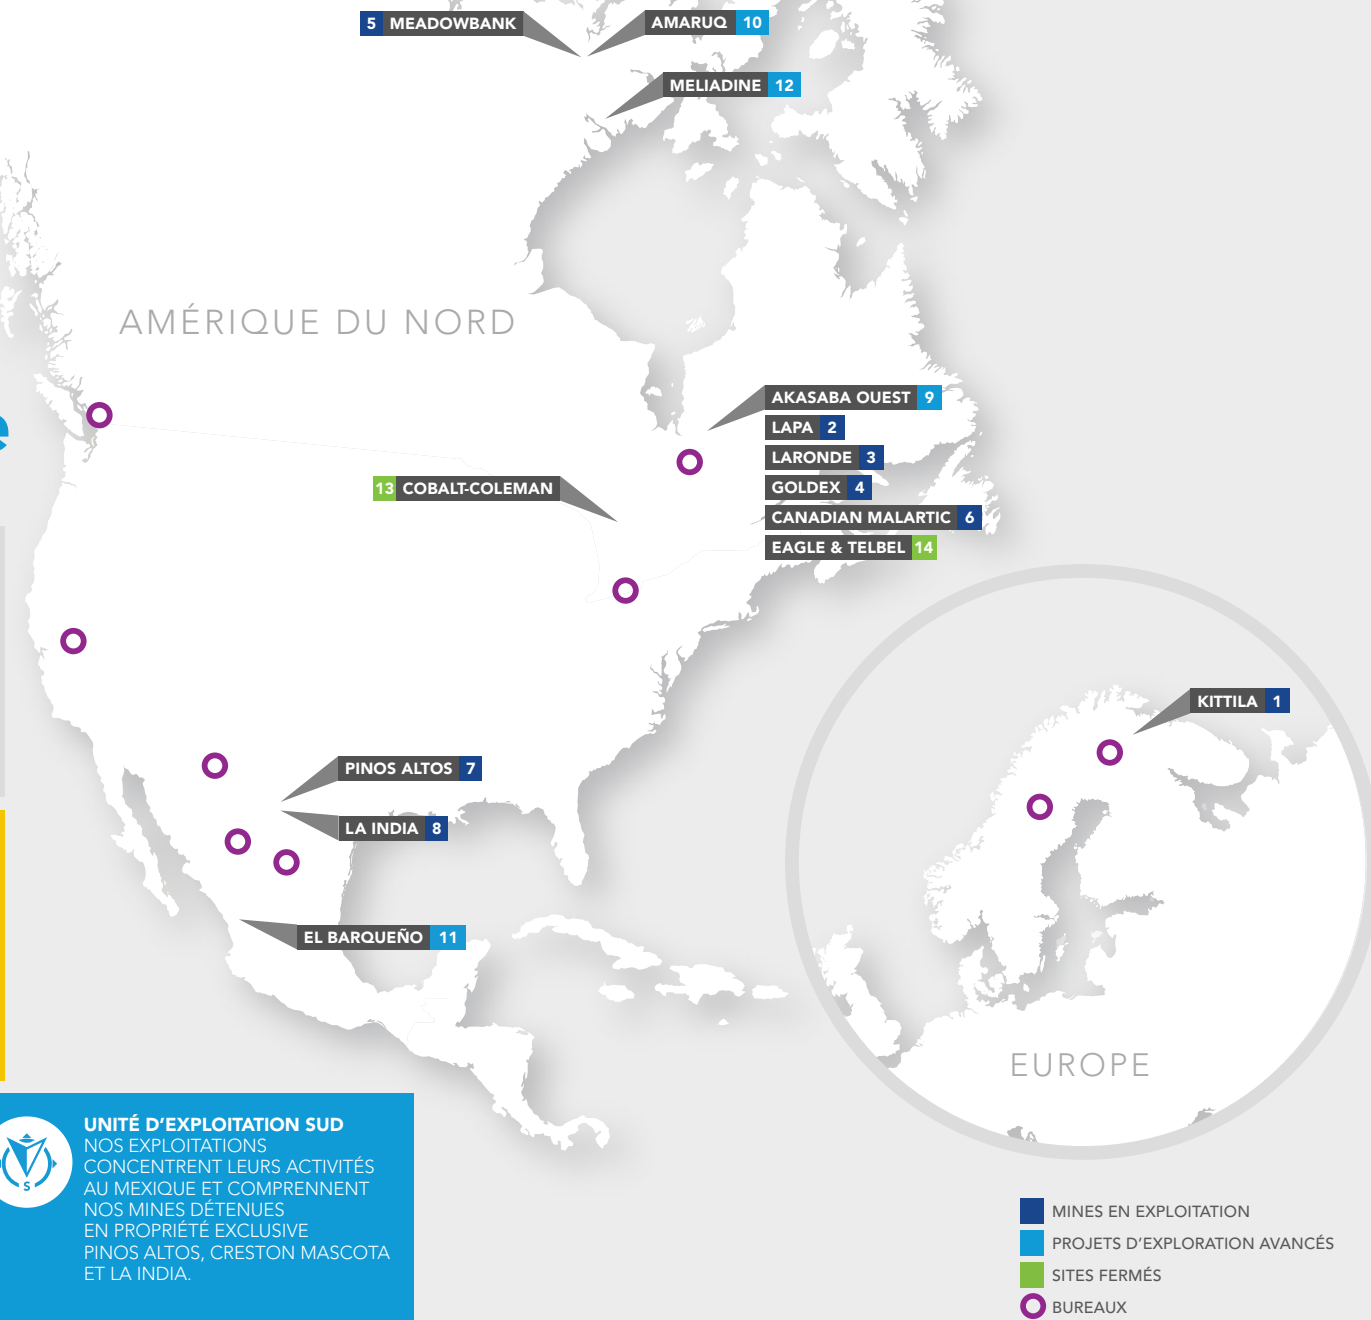 5 MEADOWBANK
AMARUQ 10
MELIADINE 12
AMÉRIQUE DU NORD
e
AKASABA OUEST 9
LAPA 2
LARONDE 3
13 COBALT-COLEMAN
GOLDEX 4
CANADIAN MALARTIC 6
EAGLE & TELBEL 14
KITTILA 1
PINOS ALTOS 7
LA INDIA 8
EL BARQUEÑO 11
EUROPE
S
UNITÉ D'EXPLOITATION SUD
NOS EXPLOITATIONS
CONCENTRENT LEURS ACTIVITÉS
AU MEXIQUE ET COMPRENNENT
NOS MINES DÉTENUES
EN PROPRIÉTÉ EXCLUSIVE
PINOS ALTOS, CRESTON MASCOTA
ET LA INDIA.
MINES EN EXPLOITATION
PROJETS D'EXPLORATION AVANCÉS
SITES FERMÉS
BUREAUX